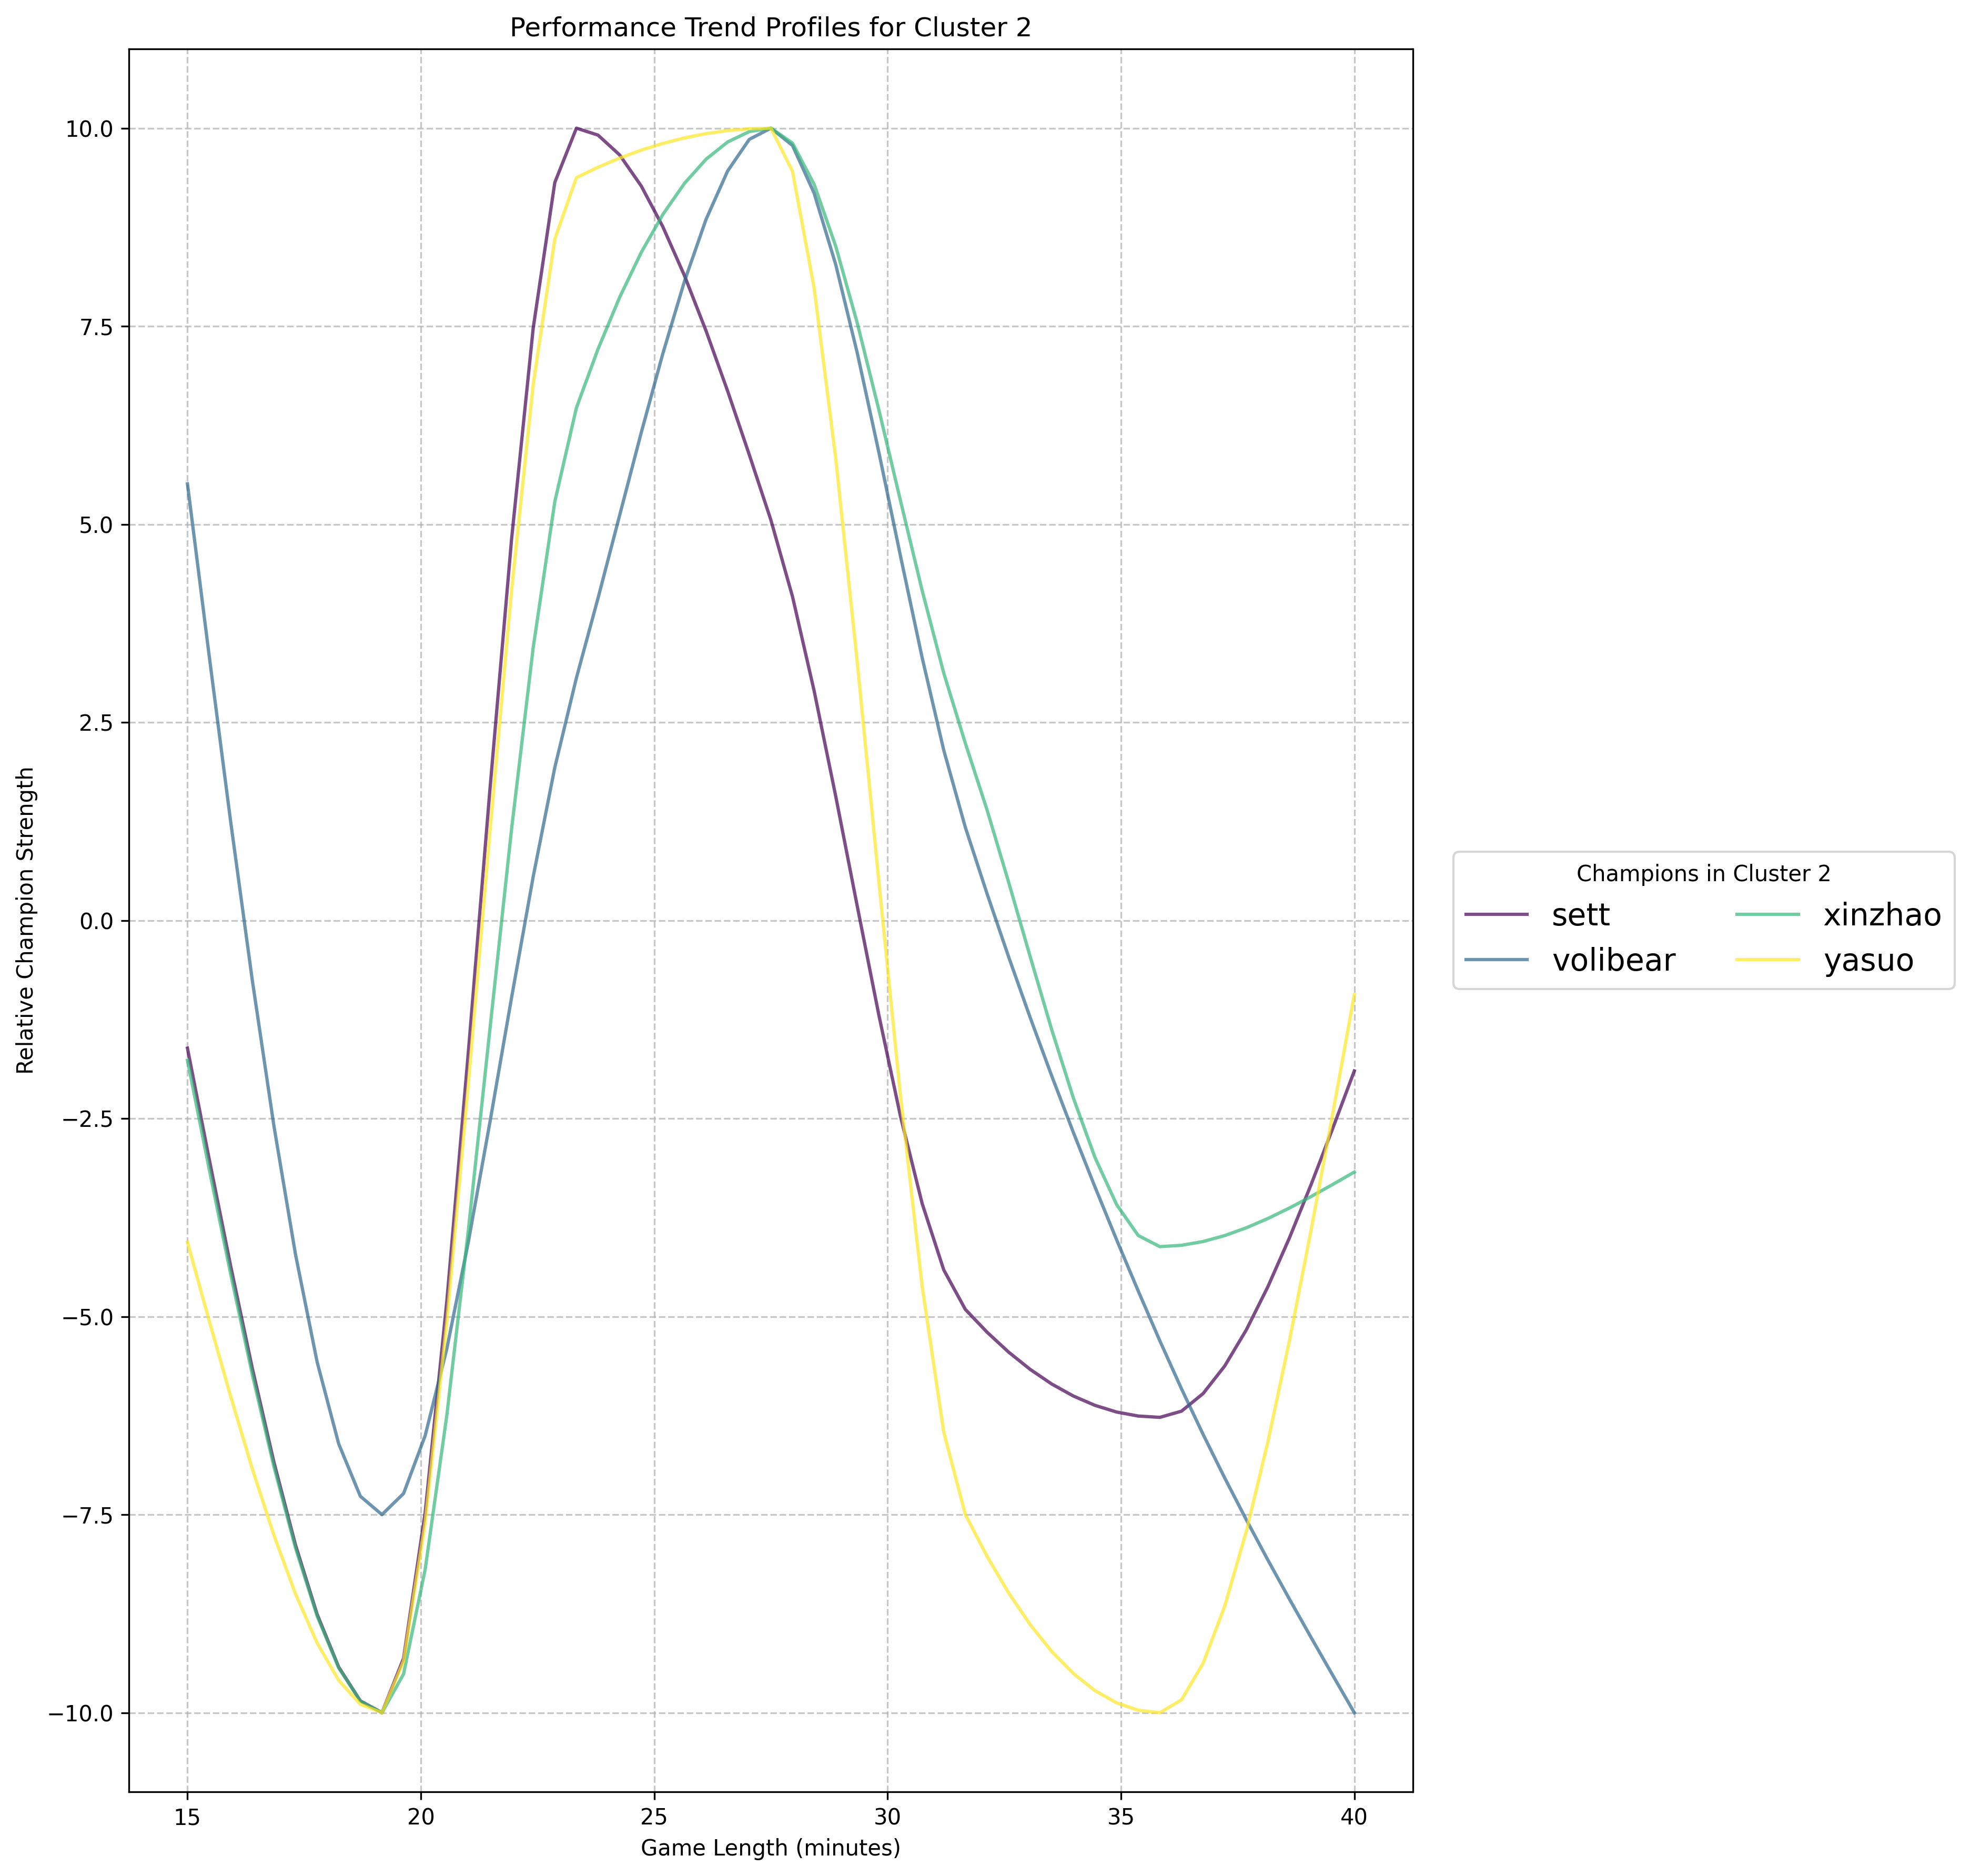 Performance Trend Profiles for Cluster 2
10.0
7.5
5.0
2.5
0.0
−2.5
−5.0
−7.5
−10.0
Relative Champion Strength
15 20 25 30 35 40
Game Length (minutes)
Champions in Cluster 2
sett xinzhao
volibear yasuo